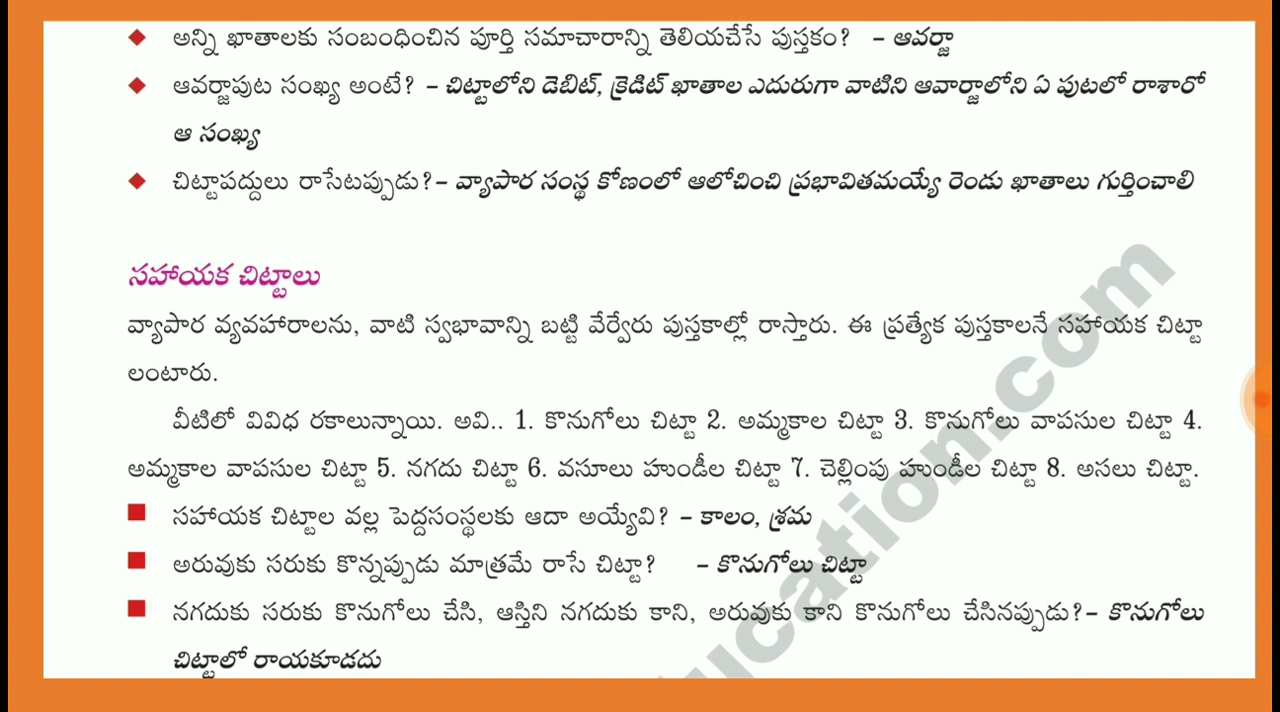 ◆ అన్ని ఖాతాలకు సంబంధించిన పూర్తి సమాచారాన్ని తెలియచేసే పుస్తకం? – ఆవర్జా
◆ ఆవర్జాపుట సంఖ్య అంటే? – చిట్టాలోని డెబిట్, క్రెడిట్ ఖాతాల ఎదురుగా వాటిని ఆవార్జాలోని ఏ పుటలో రాశారో
ఆ సంఖ్య
◆ చిట్టాపద్దులు రాసేటప్పుడు?– వ్యాపార సంస్థ కోణంలో ఆలోచించి ప్రభావితమయ్యే రెండు ఖాతాలు గుర్తించాలి
సహాయక చిట్టాలు
వ్యాపార వ్యవహారాలను, వాటి స్వభావాన్ని బట్టి వేర్వేరు పుస్తకాల్లో రాస్తారు. ఈ ప్రత్యేక పుస్తకాలనే సహాయక చిట్టా
లంటారు.
వీటిలో వివిధ రకాలున్నాయి. అవి.. 1. కొనుగోలు చిట్టా 2. అమ్మకాల చిట్టా 3. కొనుగోలు వాపసుల చిట్టా 4.
అమ్మకాల వాపసుల చిట్టా 5. నగదు చిట్టా 6. వసూలు హుండీల చిట్టా 7. చెల్లింపు హుండీల చిట్టా 8. అసలు చిట్టా.
■ సహాయక చిట్టాల వల్ల పెద్దసంస్థలకు ఆదా అయ్యేవి? – కాలం, శ్రమ
■ అరువుకు సరుకు కొన్నప్పుడు మాత్రమే రాసే చిట్టా? – కొనుగోలు చిట్టా
■ నగదుకు సరుకు కొనుగోలు చేసి, ఆస్తిని నగదుకు కాని, అరువుకు కాని కొనుగోలు చేసినప్పుడు?– కొనుగోలు
చిట్టాలో రాయకూడదు
ucation.com